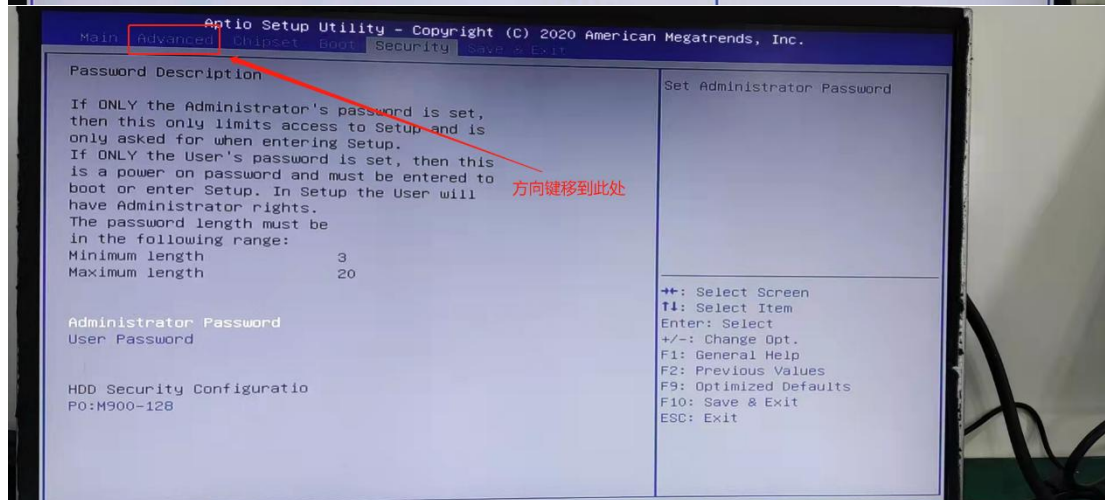 Aptio Setup Utility - Copyright (C) 2020 American Megatrends, Inc.
Main Advanced Chipset Boot Security Save & Exit
Password Description
If ONLY the Administrator's password is set,
then this only limits access to Setup and is
only asked for when entering Setup.
If ONLY the User's password is set, then this
is a power on password and must be entered to
boot or enter Setup. In Setup the User will
have Administrator rights.
The password length must be
in the following range:
Minimum length 3
Maximum length 20
Administrator Password
User Password
HDD Security Configuratio
P0:M900-128
Set Administrator Password
→←: Select Screen
↑↓: Select Item
Enter: Select
+/-: Change Opt.
F1: General Help
F2: Previous Values
F9: Optimized Defaults
F10: Save & Exit
ESC: Exit
方向键移到此处